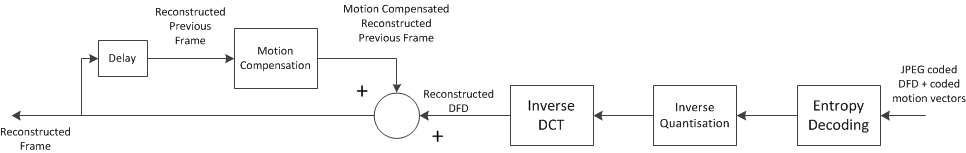 Reconstructed
Previous
Frame
Motion Compensated
Reconstructed
Previous Frame
Delay
Motion
Compensation
JPEG coded
DFD + coded
motion vectors
+
Reconstructed
DFD
Inverse
DCT
Inverse
Quantisation
Entropy
Decoding
+
Reconstructed
Frame